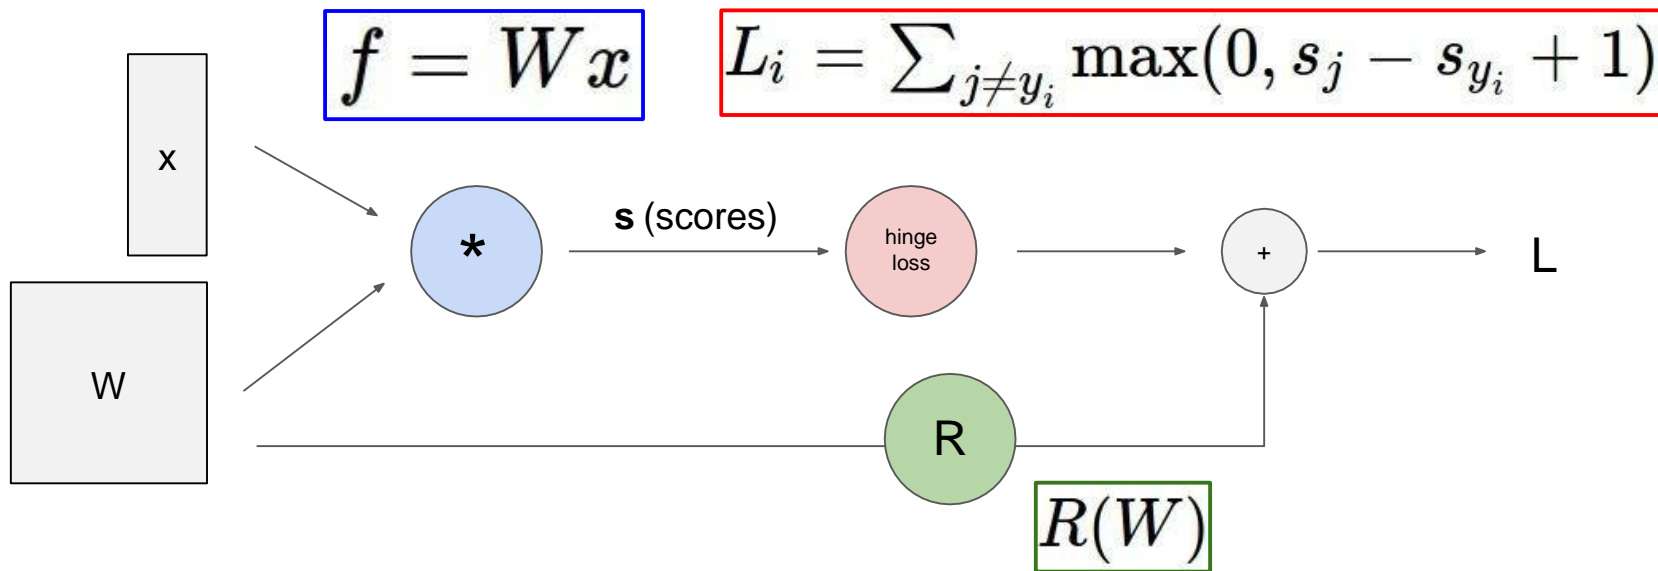 f = Wx
L_i = ∑_{j≠y_i} max(0, s_j − s_{y_i} + 1)
x
s (scores)
*
hinge
loss
+
L
W
R
R(W)